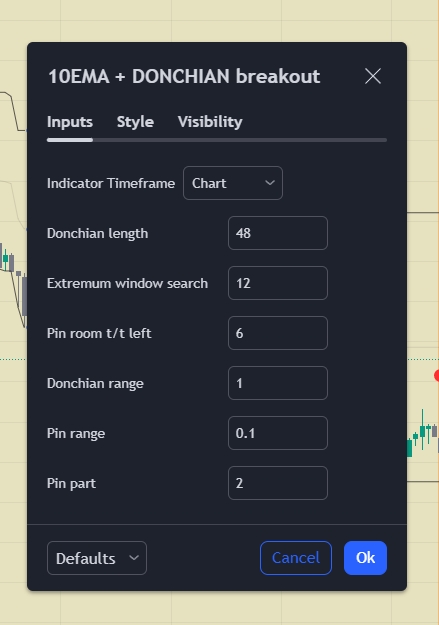 10EMA + DONCHIAN breakout
Inputs Style Visibility
Indicator Timeframe Chart
Donchian length 48
Extremum window search 12
Pin room t/t left 6
Donchian range 1
Pin range 0.1
Pin part 2
Defaults Cancel Ok